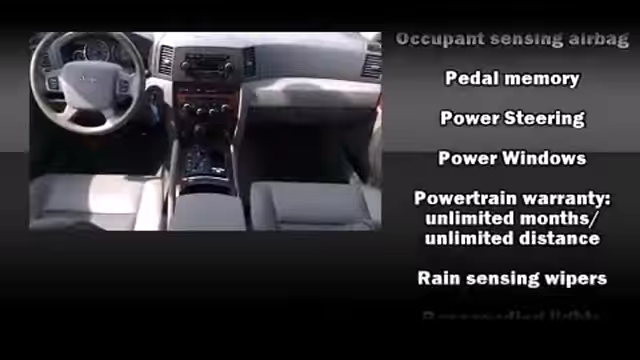 Occupant sensing airbag
Pedal memory
Power Steering
Power Windows
Powertrain warranty:
unlimited months/
unlimited distance
Rain sensing wipers